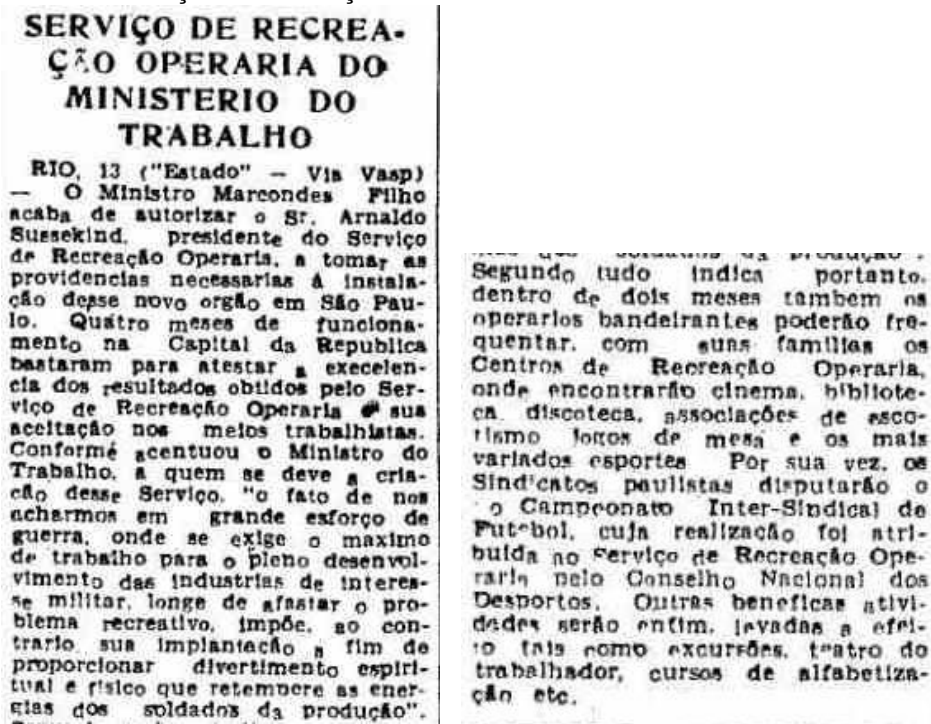 SERVIÇO DE RECREA-
ÇÃO OPERARIA DO
MINISTERIO DO
TRABALHO
RIO, 13 ("Estado" — Via Vasp)
— O Ministro Marcondes Filho
acaba de autorizar o Sr. Arnaldo
Sussekind, presidente do Serviço
de Recreação Operaria, a tomar as
providencias necessarias á instala-
ção desse novo orgão em São Pau-
lo. Quatro meses de funciona-
mento na Capital da Republica
bastaram para atestar a execelen-
cia dos resultados obtidos pelo Ser-
viço de Recreação Operaria e sua
aceitação nos meios trabalhistas.
Conformé acentuou o Ministro do
Trabalho, a quem se deve a cria-
ção desse Serviço, "o fato de nos
acharmos em grande esforço de
guerra, onde se exige o maximo
de trabalho para o pleno desenvol-
vimento das industrias de interes-
se militar, longe de afastar o pro-
blema recreativo, impõe, ao con-
trario sua implantacão a fim de
proporcionar divertimento espiri-
tual e fisico que retempere as ener-
gias dos soldados da produção".
soldados da produção".
Segundo tudo indica portanto,
dentro de dois meses tambem os
operarios bandeirantes poderão fre-
quentar, com suas familias os
Centros de Recreação Operaria,
onde encontrarão cinema, bibliote-
ca, discoteca, associações de esco-
tismo jogos de mesa e os mais
variados esportes Por sua vez, os
Sindicatos paulistas disputarão o
o Campeonato Inter-Sindical de
Futebol, cuja realização foi atri-
buida ao Serviço de Recreação Ope-
raria pelo Conselho Nacional dos
Desportos. Outras beneficas ativi-
dades serão enfim, levadas a efei-
to tais como excursões, teatro do
trabalhador, cursos de alfabetiza-
ção etc.